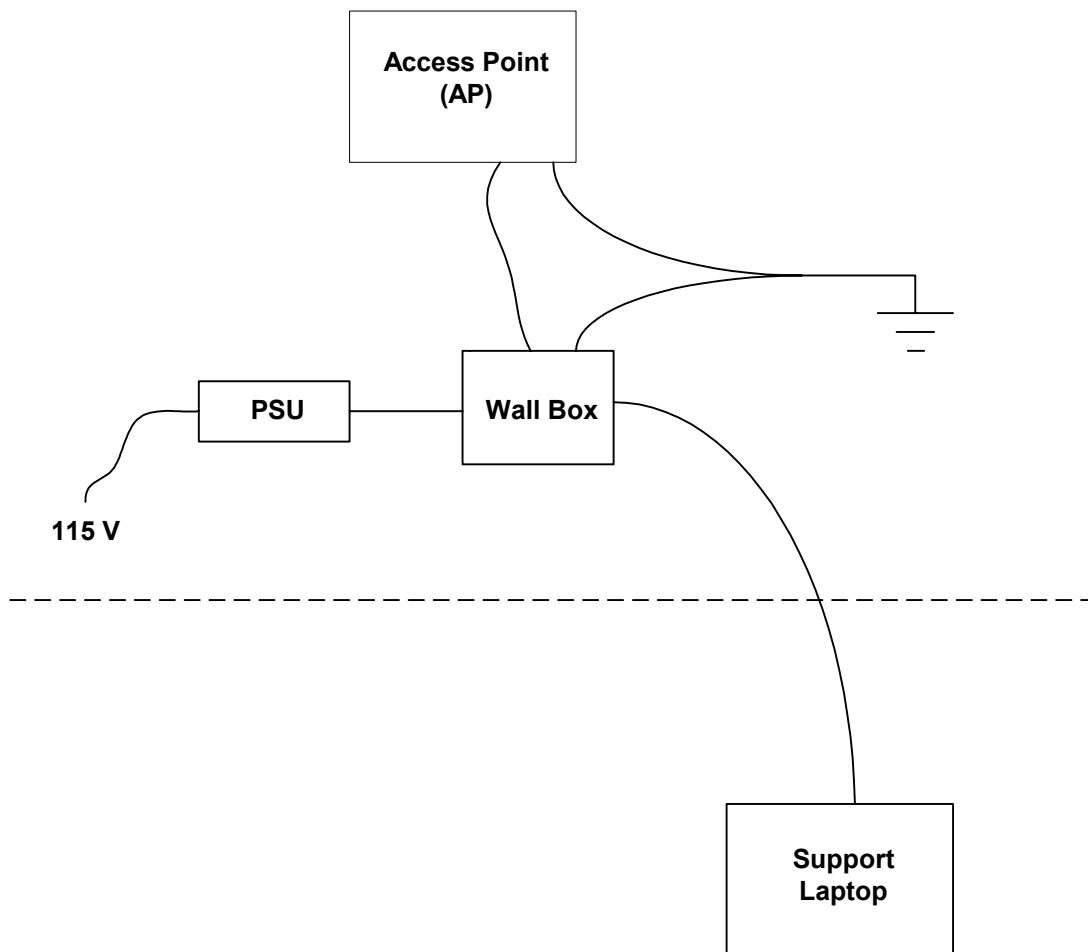 Access Point
(AP)
PSU
Wall Box
115 V
Support
Laptop